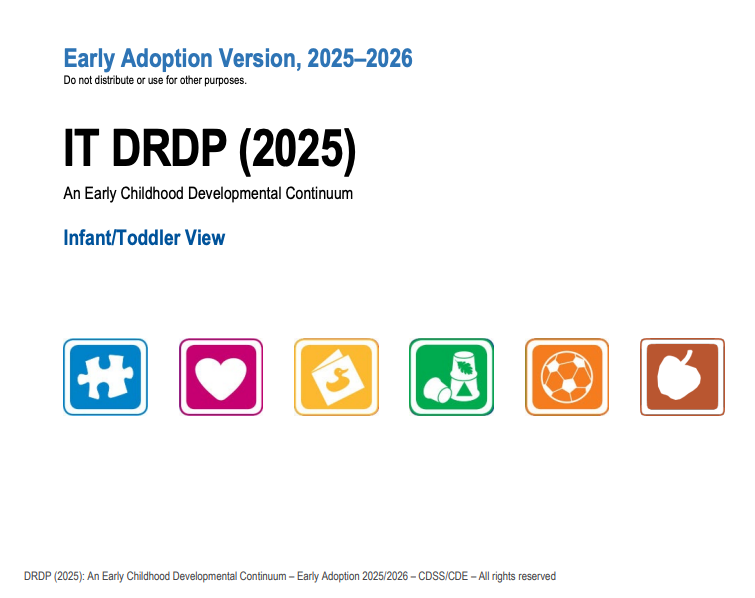 Early Adoption Version, 2025–2026
Do not distribute or use for other purposes.
IT DRDP (2025)
An Early Childhood Developmental Continuum
Infant/Toddler View
DRDP (2025): An Early Childhood Developmental Continuum – Early Adoption 2025/2026 – CDSS/CDE – All rights reserved